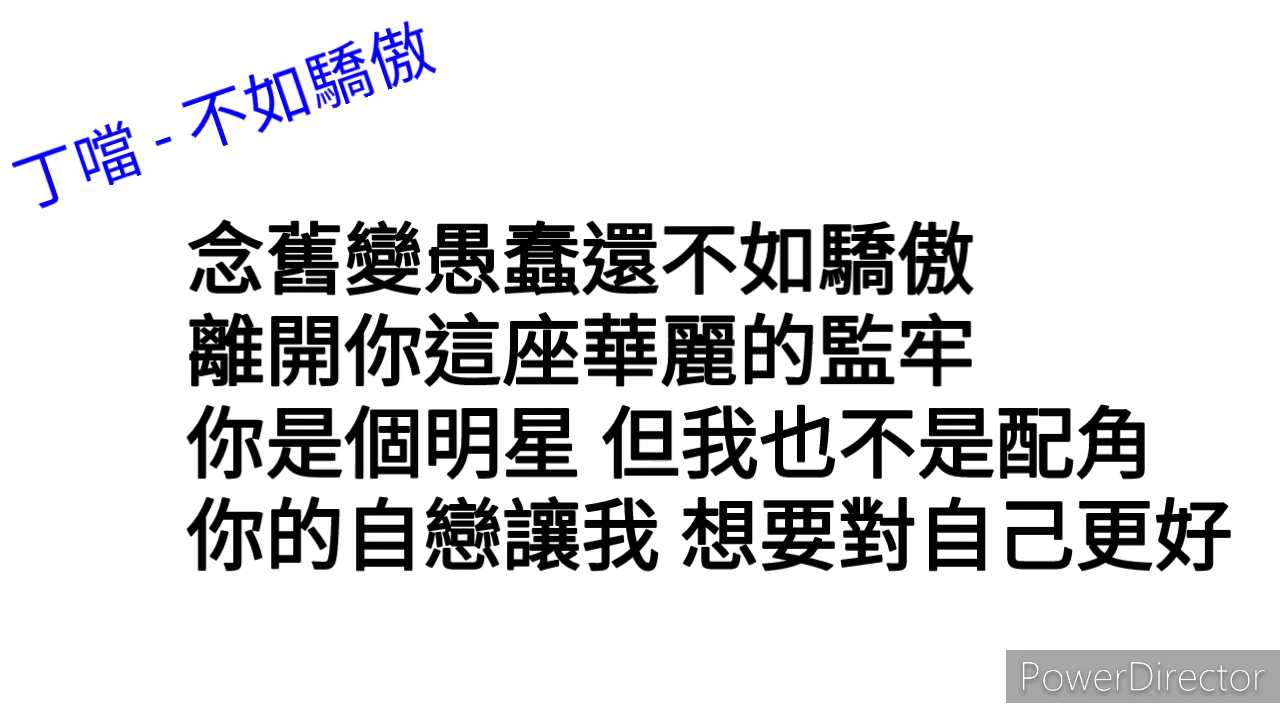 丁噹 - 不如驕傲
念舊變愚蠢還不如驕傲
離開你這座華麗的監牢
你是個明星 但我也不是配角
你的自戀讓我 想要對自己更好
PowerDirector